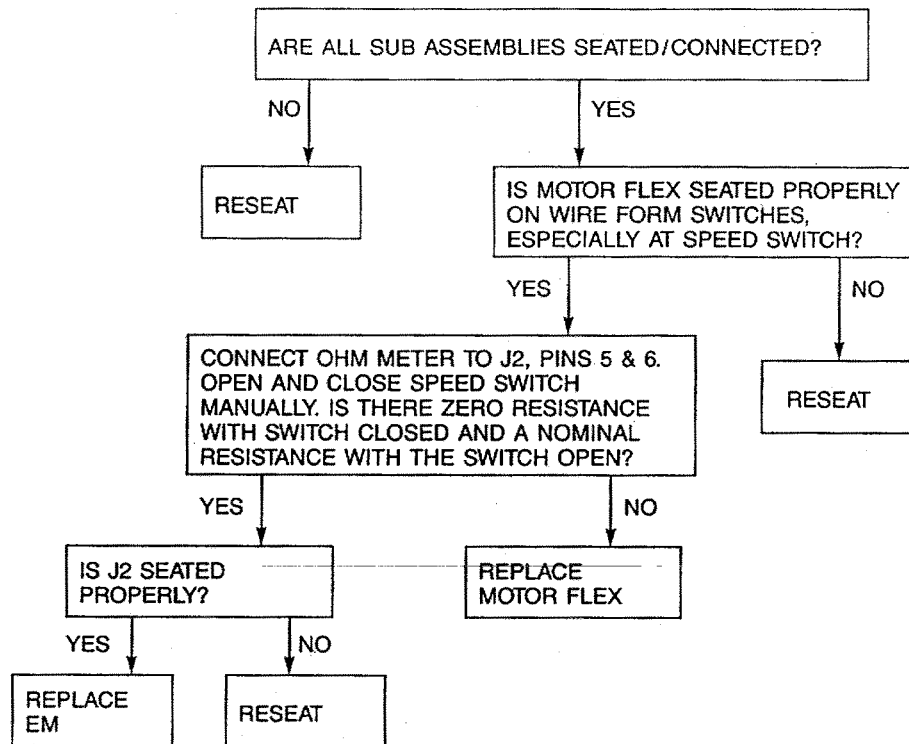 ARE ALL SUB ASSEMBLIES SEATED/CONNECTED?
NO
YES
RESEAT
IS MOTOR FLEX SEATED PROPERLY
ON WIRE FORM SWITCHES,
ESPECIALLY AT SPEED SWITCH?
YES
NO
CONNECT OHM METER TO J2, PINS 5 & 6.
OPEN AND CLOSE SPEED SWITCH
MANUALLY. IS THERE ZERO RESISTANCE
WITH SWITCH CLOSED AND A NOMINAL
RESISTANCE WITH THE SWITCH OPEN?
RESEAT
YES
NO
IS J2 SEATED
PROPERLY?
REPLACE
MOTOR FLEX
YES
NO
REPLACE
EM
RESEAT